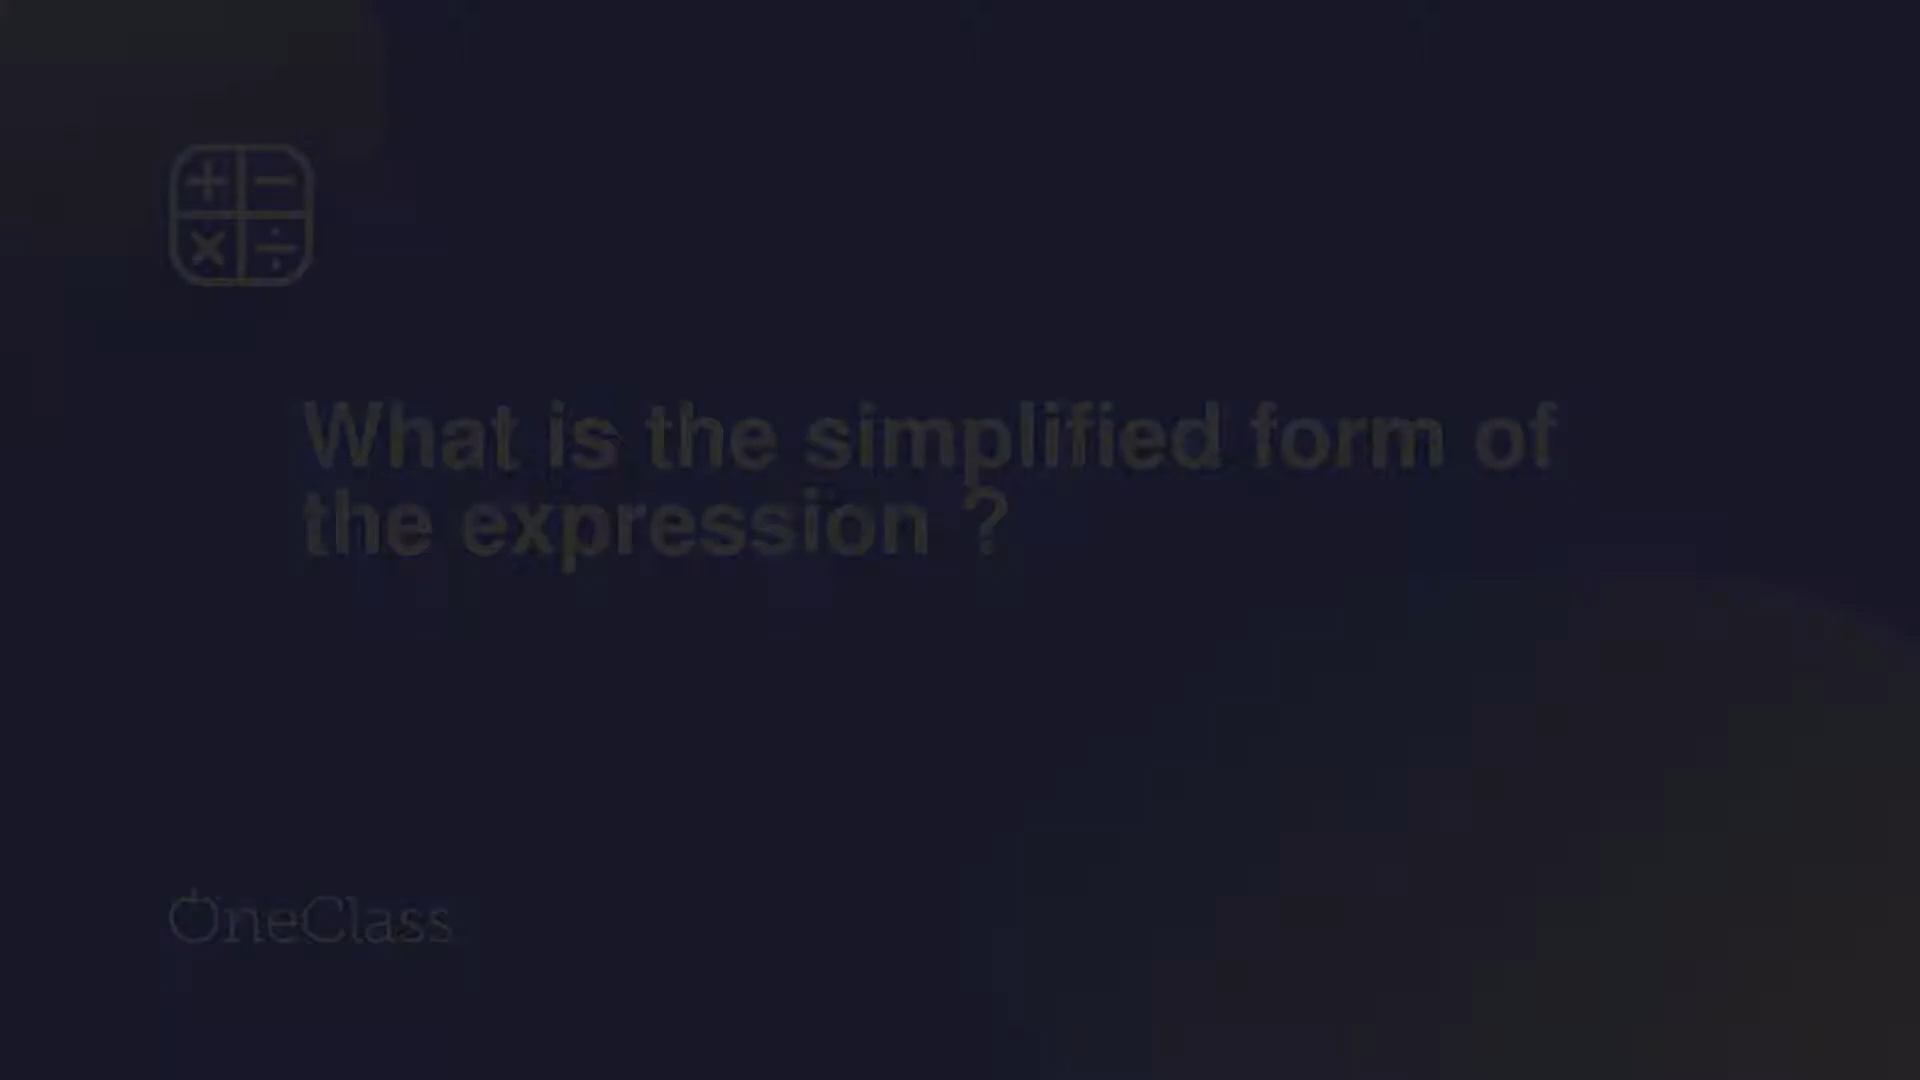 What is the simplified form of
the expression ?
OneClass